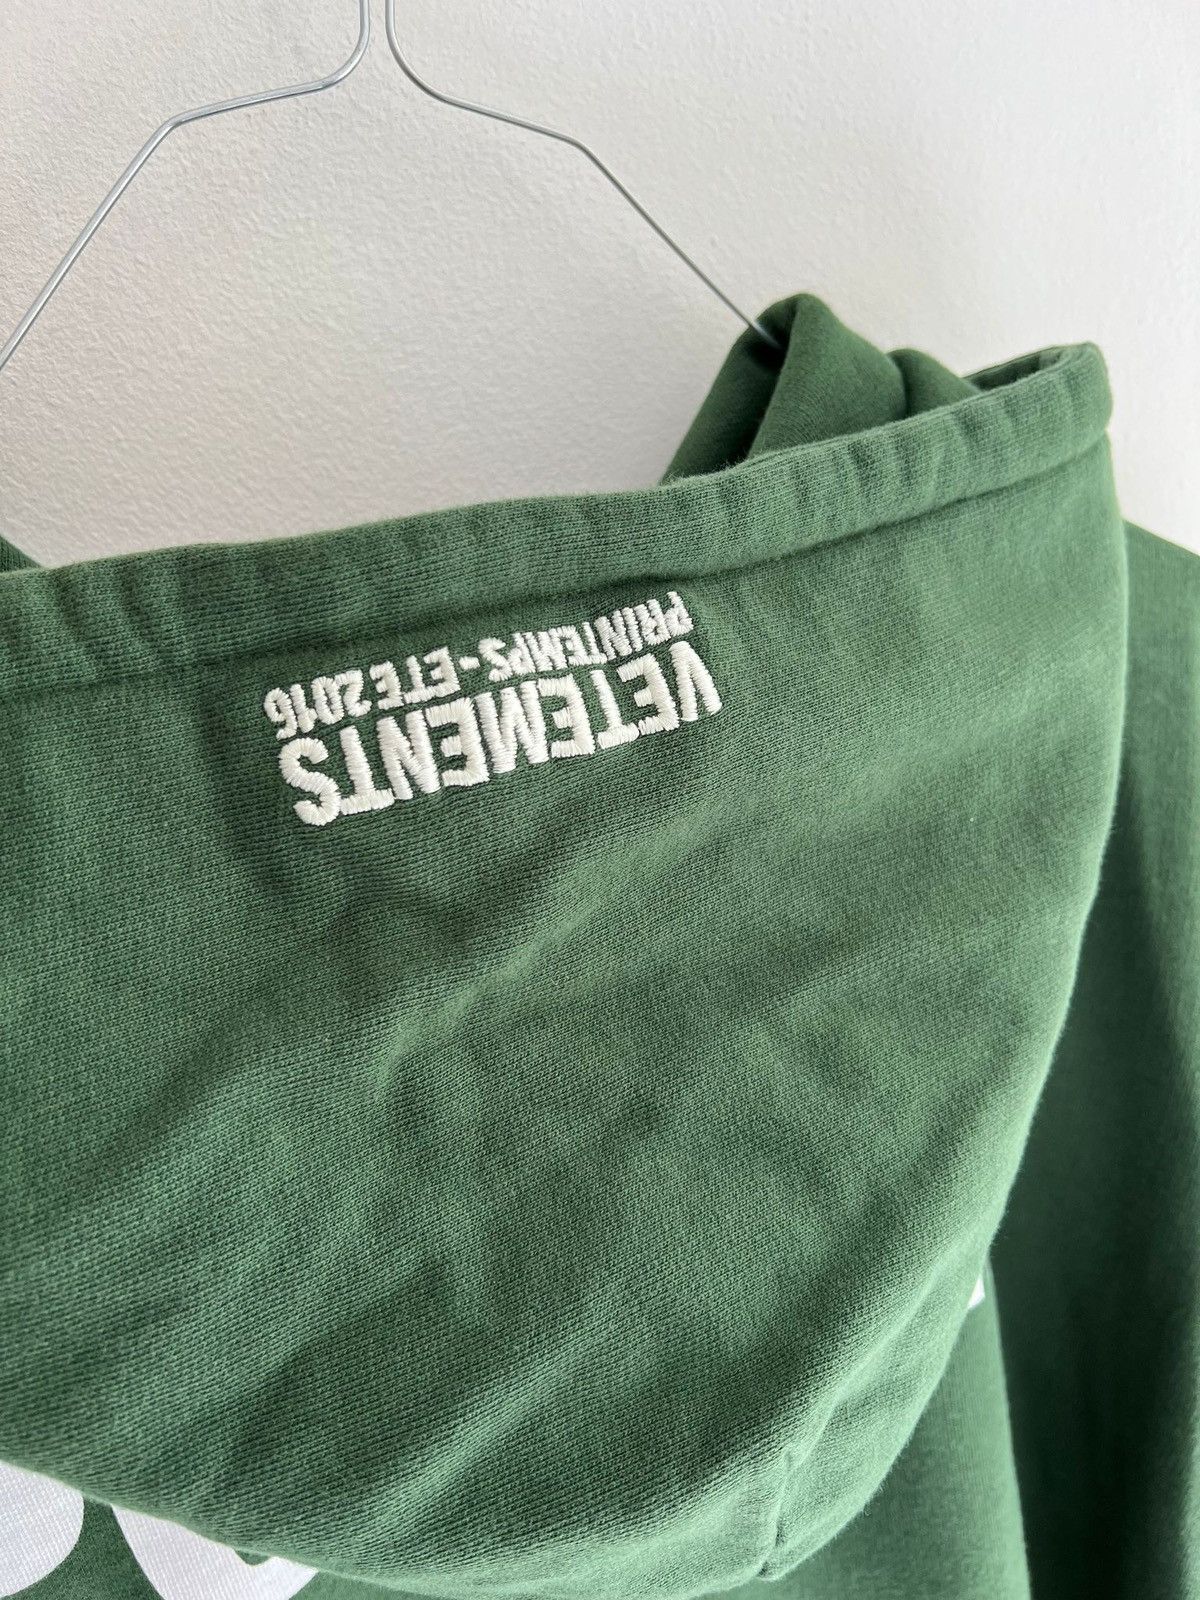 VETEMENTS
PRINTEMPS - ETE 2016